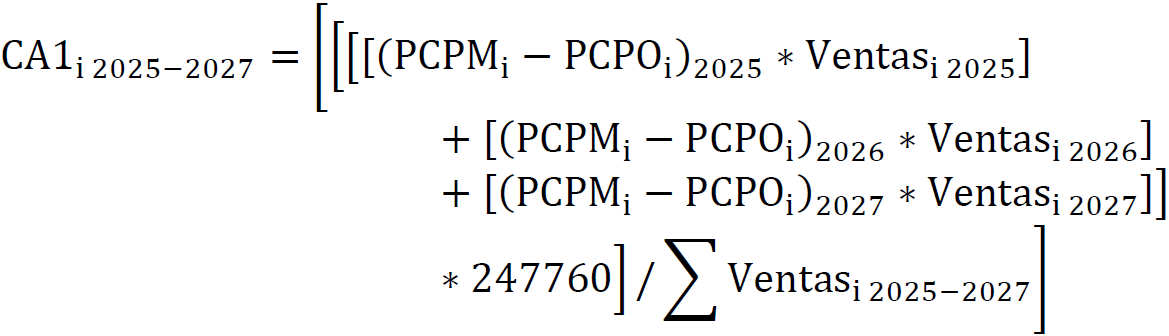 CA1i 2025−2027 = [[[[(PCPMi − PCPOi)2025 ∗ Ventasi 2025]
+ [(PCPMi − PCPOi)2026 ∗ Ventasi 2026]
+ [(PCPMi − PCPOi)2027 ∗ Ventasi 2027]]
∗ 247760] / ∑ Ventasi 2025−2027]